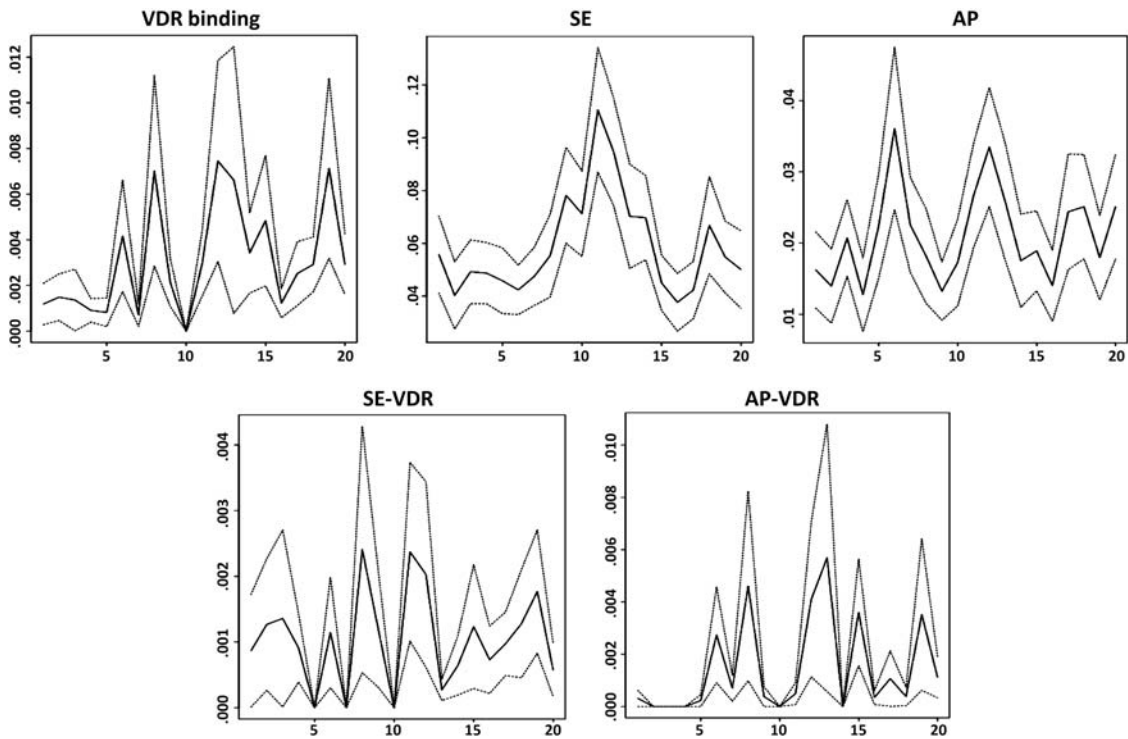 VDR binding
.000 .002 .004 .006 .008 .010 .012
5 10 15 20
SE
.04 .06 .08 .10 .12
5 10 15 20
AP
.01 .02 .03 .04
5 10 15 20
SE-VDR
.000 .001 .002 .003 .004
5 10 15 20
AP-VDR
.000 .002 .004 .006 .008 .010
5 10 15 20